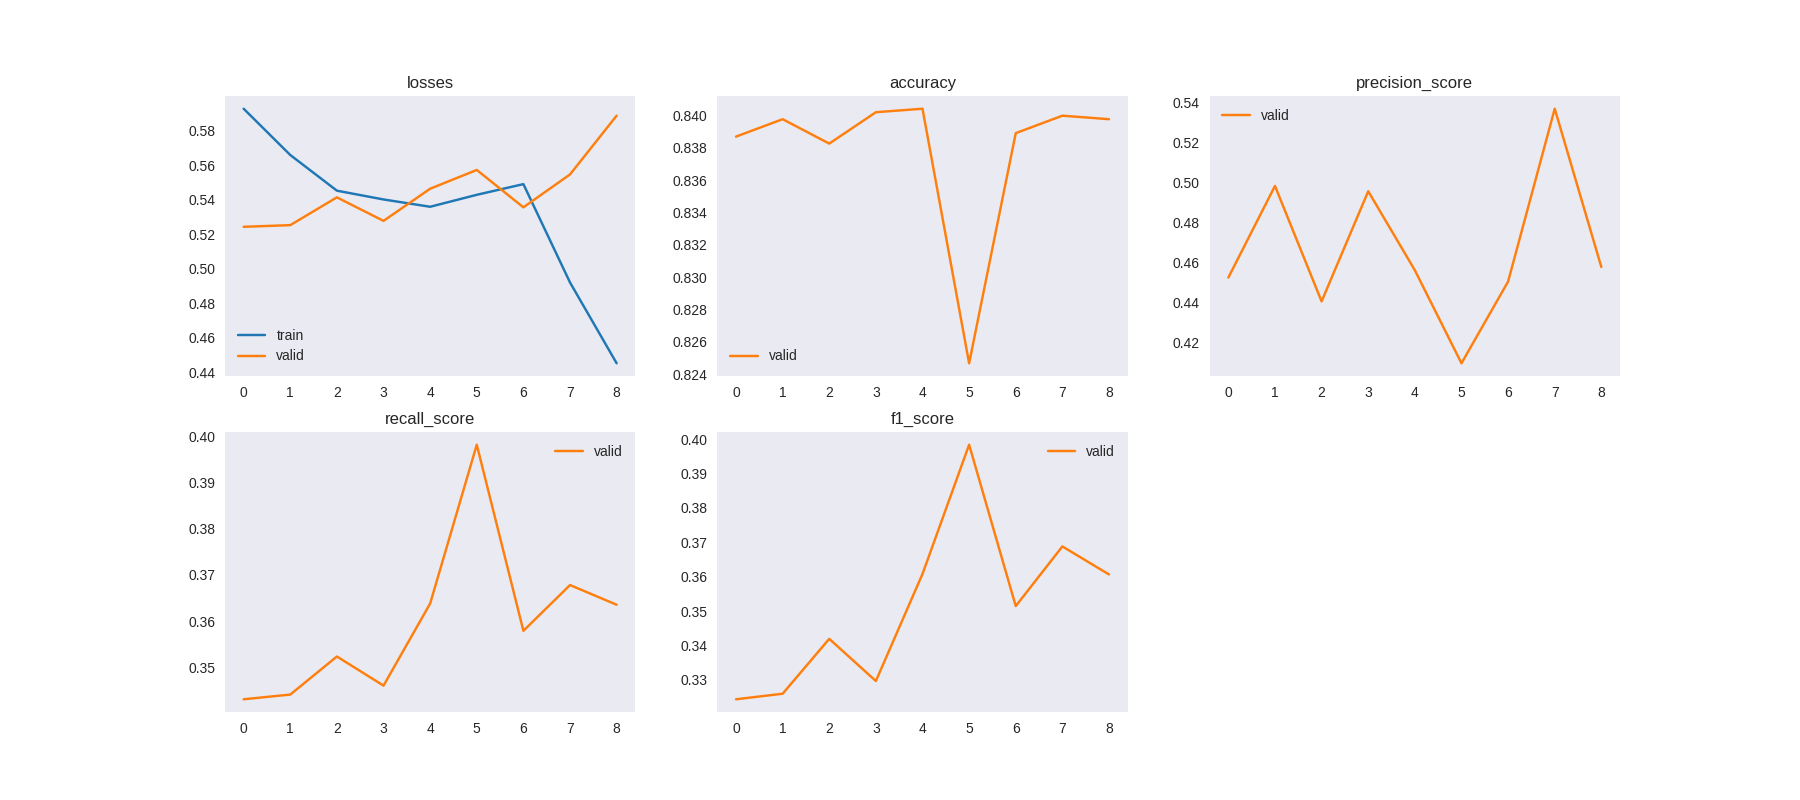 losses
0.58
0.56
0.54
0.52
0.50
0.48
0.46
0.44
train
valid
0 1 2 3 4 5 6 7 8
accuracy
0.840
0.838
0.836
0.834
0.832
0.830
0.828
0.826
0.824
valid
0 1 2 3 4 5 6 7 8
precision_score
0.54
0.52
0.50
0.48
0.46
0.44
0.42
valid
0 1 2 3 4 5 6 7 8
recall_score
0.40
0.39
0.38
0.37
0.36
0.35
valid
0 1 2 3 4 5 6 7 8
f1_score
0.40
0.39
0.38
0.37
0.36
0.35
0.34
0.33
valid
0 1 2 3 4 5 6 7 8